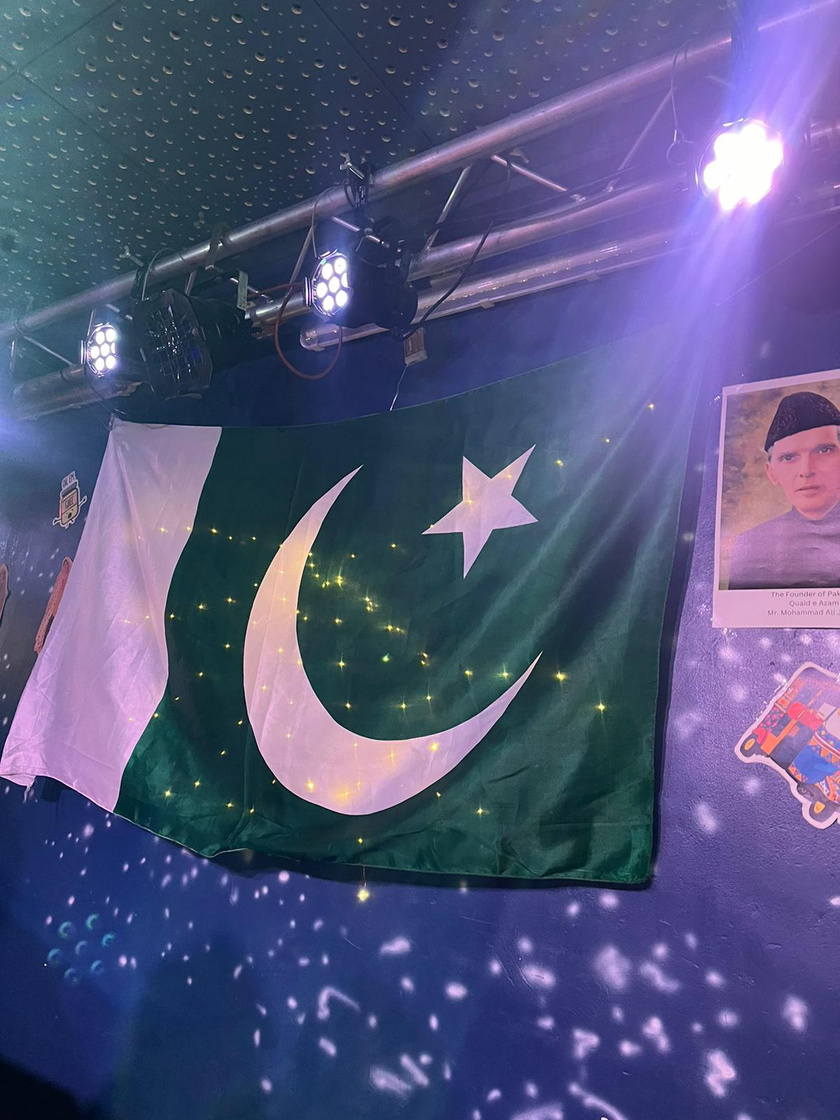 The Founder of Pak
Quaid e Azam
Mr. Mohammad Ali J